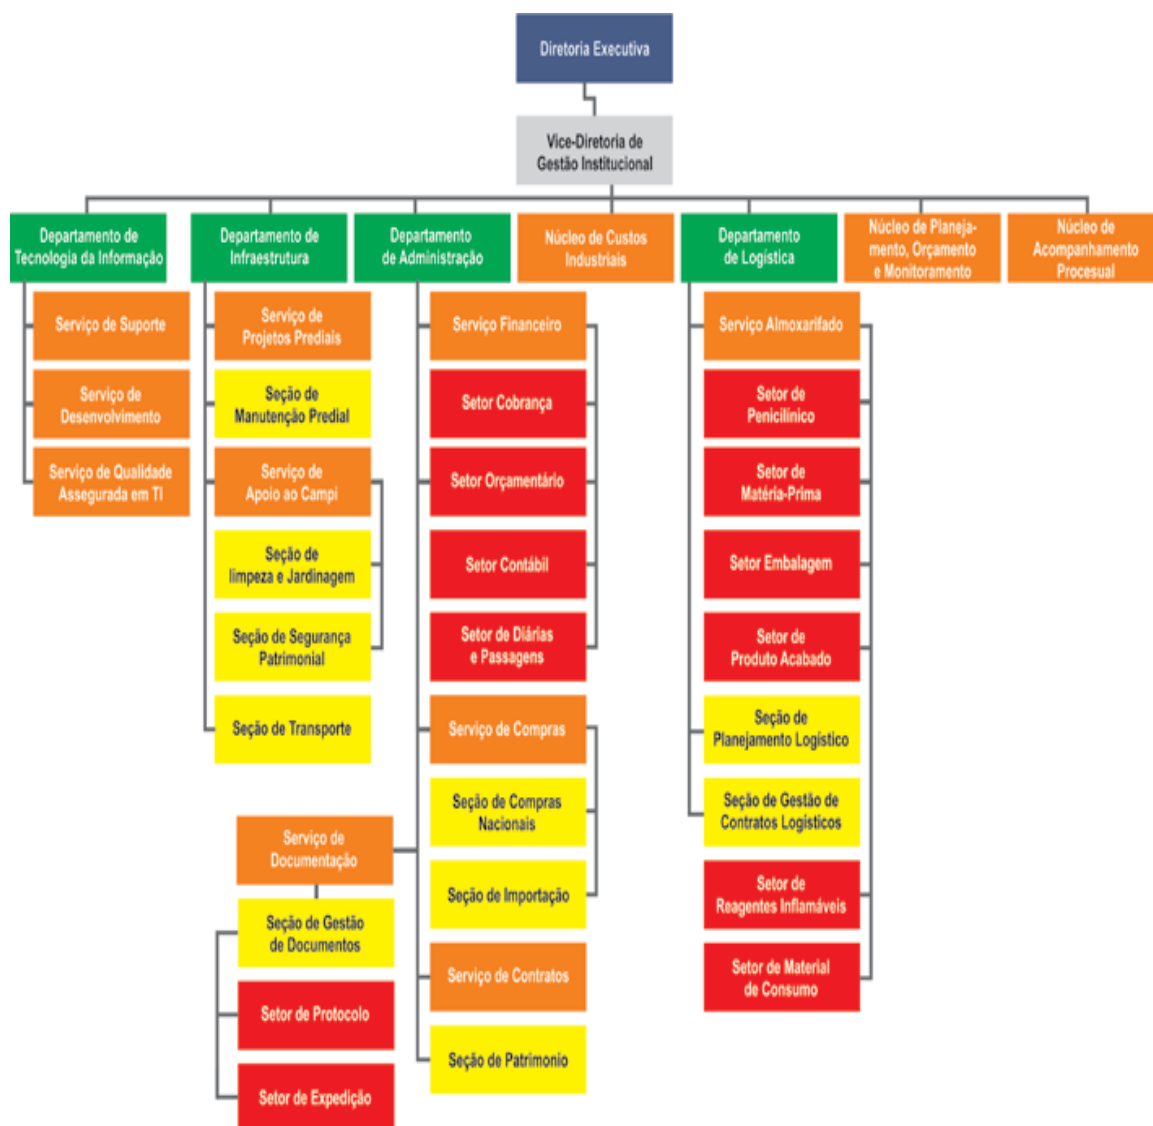 Diretoria Executiva
Vice-Diretoria de
Gestão Institucional
Departamento de
Tecnologia da Informação
Departamento de
Infraestrutura
Departamento
de Administração
Núcleo de Custos
Industriais
Departamento
de Logística
Núcleo de Planeja-
mento, Orçamento
e Monitoramento
Núcleo de
Acompanhamento
Procesual
Serviço de Suporte
Serviço de
Desenvolvimento
Serviço de Qualidade
Assegurada em TI
Serviço de
Projetos Prediais
Seção de
Manutenção Predial
Serviço de
Apoio ao Campi
Seção de
limpeza e Jardinagem
Seção de Segurança
Patrimonial
Seção de Transporte
Serviço Financeiro
Setor Cobrança
Setor Orçamentário
Setor Contábil
Setor de Diárias
e Passagens
Serviço de Compras
Seção de Compras
Nacionais
Seção de Importação
Serviço de Contratos
Seção de Patrimonio
Serviço de
Documentação
Seção de Gestão
de Documentos
Setor de Protocolo
Setor de Expedição
Serviço Almoxarifado
Setor de
Penicilínico
Setor de
Matéria-Prima
Setor Embalagem
Setor de
Produto Acabado
Seção de
Planejamento Logístico
Seção de Gestão de
Contratos Logísticos
Setor de
Reagentes Inflamáveis
Setor de Material
de Consumo